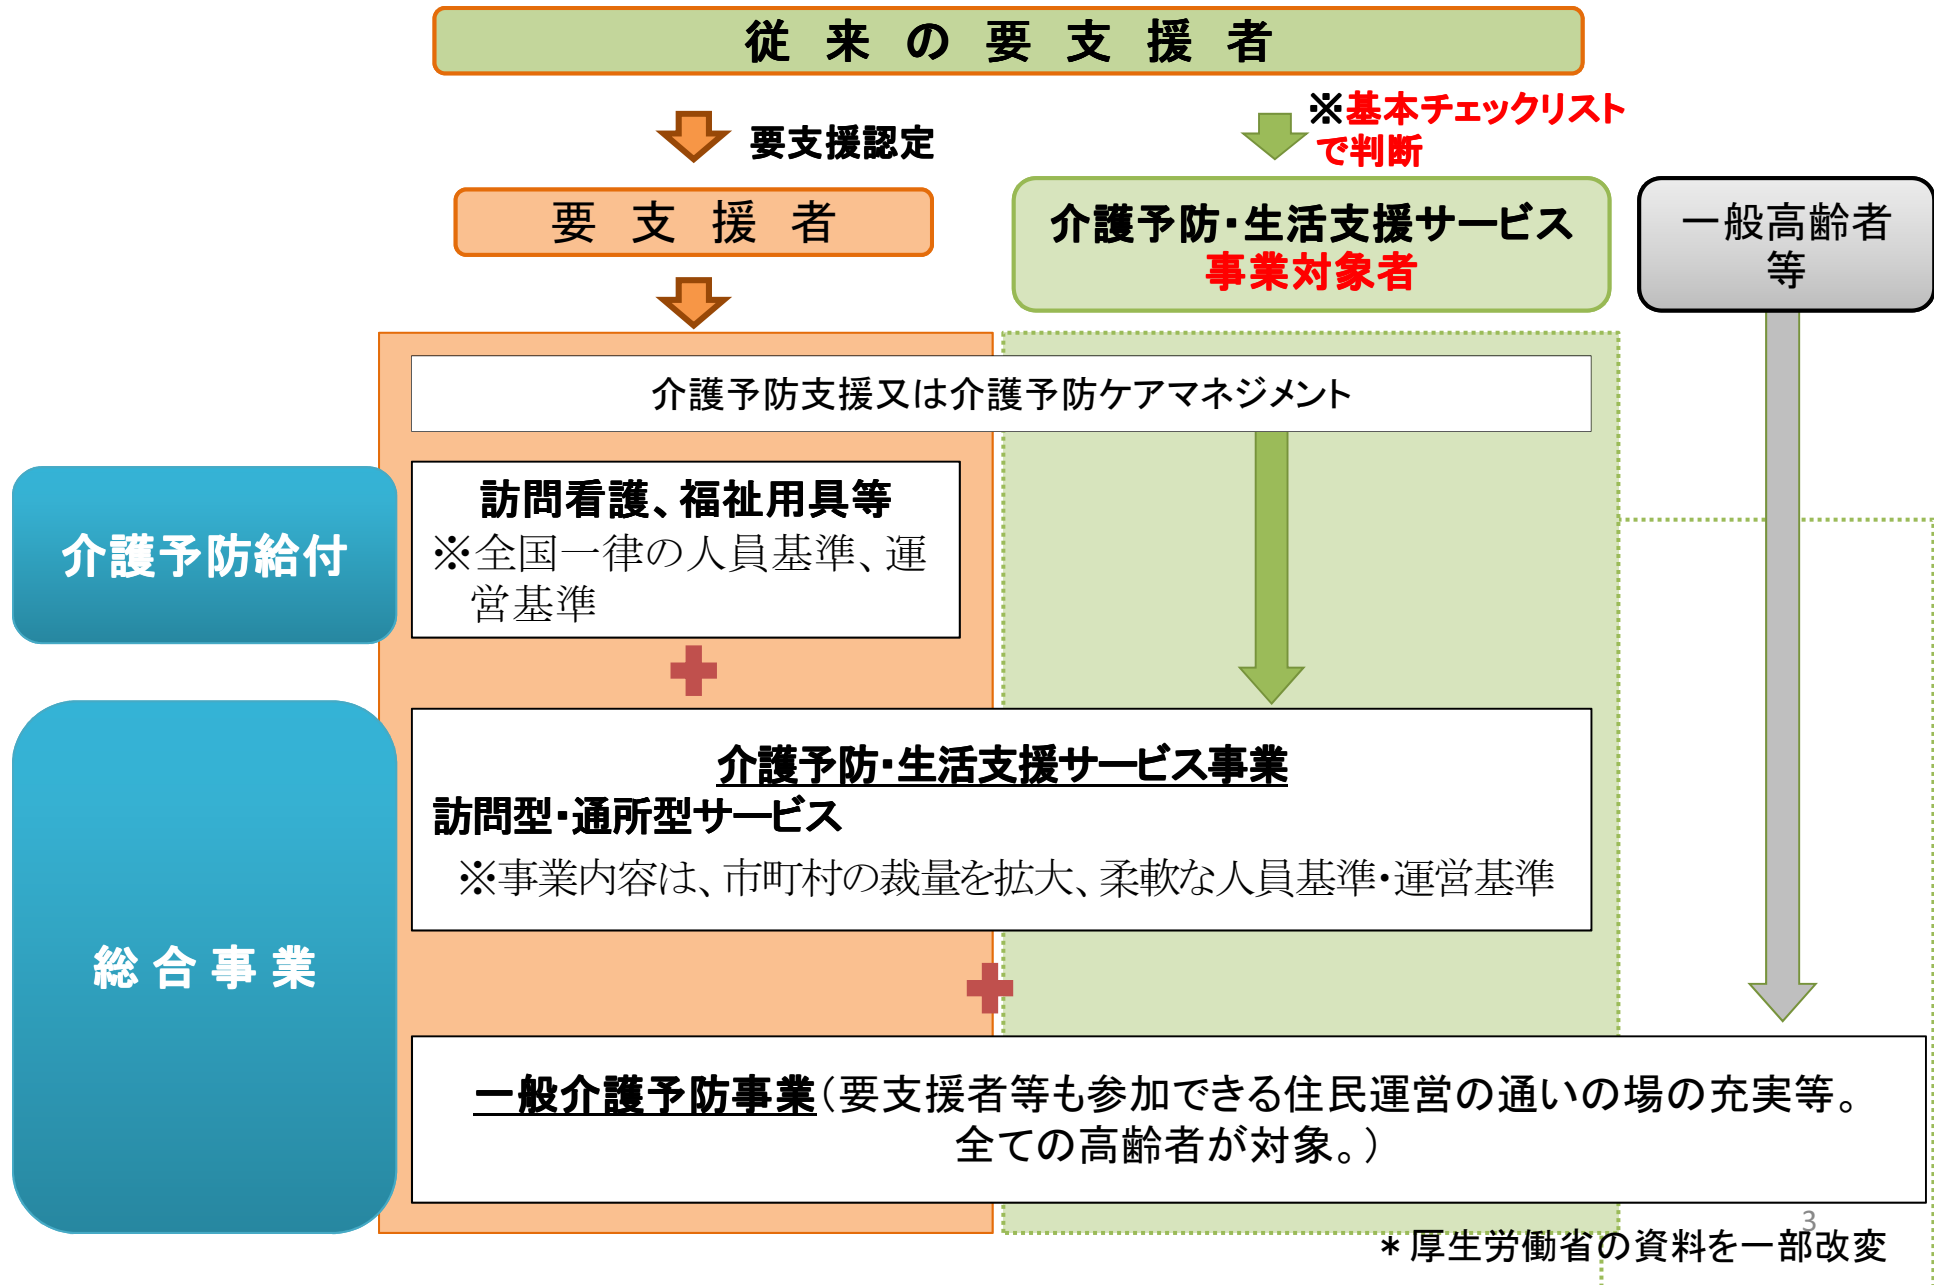 従来の要支援者
要支援認定
※基本チェックリスト
で判断
要支援者
介護予防・生活支援サービス
事業対象者
一般高齢者
等
介護予防支援又は介護予防ケアマネジメント
介護予防給付
訪問看護、福祉用具等
※全国一律の人員基準、運
営基準
総合事業
介護予防・生活支援サービス事業
訪問型・通所型サービス
※事業内容は、市町村の裁量を拡大、柔軟な人員基準・運営基準
一般介護予防事業(要支援者等も参加できる住民運営の通いの場の充実等。
全ての高齢者が対象。)
3
*厚生労働省の資料を一部改変